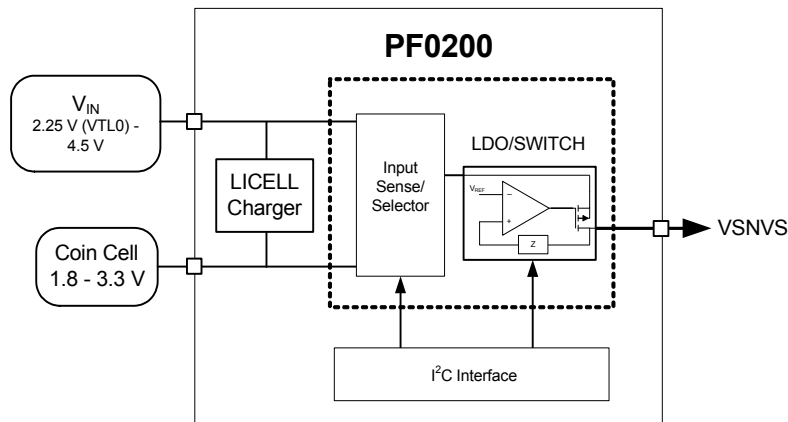 PF0200
VIN
2.25 V (VTL0) -
4.5 V
LICELL
Charger
Coin Cell
1.8 - 3.3 V
Input
Sense/
Selector
LDO/SWITCH
VREF
−
+
Z
VSNVS
I²C Interface